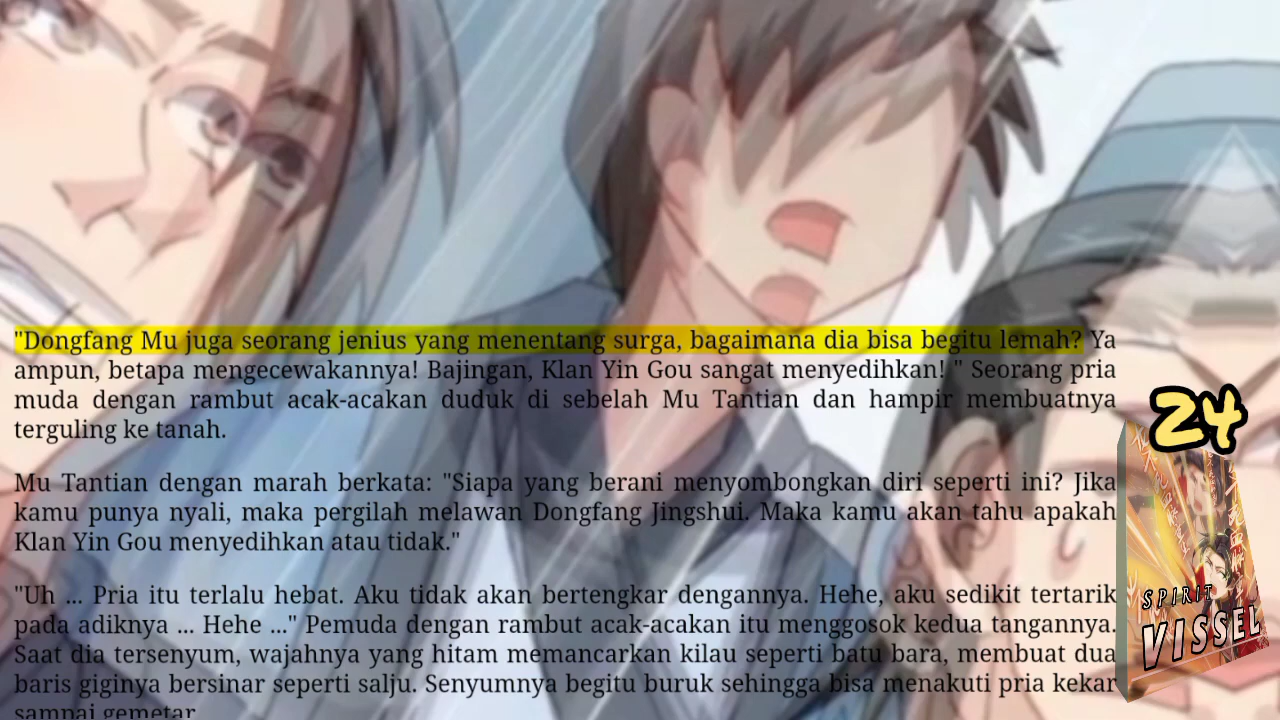 "Dongfang Mu juga seorang jenius yang menentang surga, bagaimana dia bisa begitu lemah? Ya
ampun, betapa mengecewakannya! Bajingan, Klan Yin Gou sangat menyedihkan! " Seorang pria
muda dengan rambut acak-acakan duduk di sebelah Mu Tantian dan hampir membuatnya
terguling ke tanah.
Mu Tantian dengan marah berkata: "Siapa yang berani menyombongkan diri seperti ini? Jika
kamu punya nyali, maka pergilah melawan Dongfang Jingshui. Maka kamu akan tahu apakah
Klan Yin Gou menyedihkan atau tidak."
"Uh ... Pria itu terlalu hebat. Aku tidak akan bertengkar dengannya. Hehe, aku sedikit tertarik
pada adiknya ... Hehe ..." Pemuda dengan rambut acak-acakan itu menggosok kedua tangannya.
Saat dia tersenyum, wajahnya yang hitam memancarkan kilau seperti batu bara, membuat dua
baris giginya bersinar seperti salju. Senyumnya begitu buruk sehingga bisa menakuti pria kekar
sampai gemetar
24
SPIRIT
VISSEL